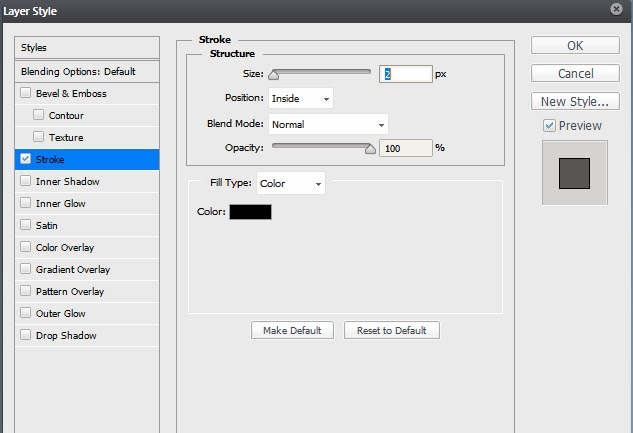 Layer Style
Styles
Blending Options: Default
Bevel & Emboss
Contour
Texture
Stroke
Inner Shadow
Inner Glow
Satin
Color Overlay
Gradient Overlay
Pattern Overlay
Outer Glow
Drop Shadow
Stroke
Structure
Size: 2 px
Position: Inside
Blend Mode: Normal
Opacity: 100 %
Fill Type: Color
Color:
Make Default Reset to Default
OK
Cancel
New Style...
Preview